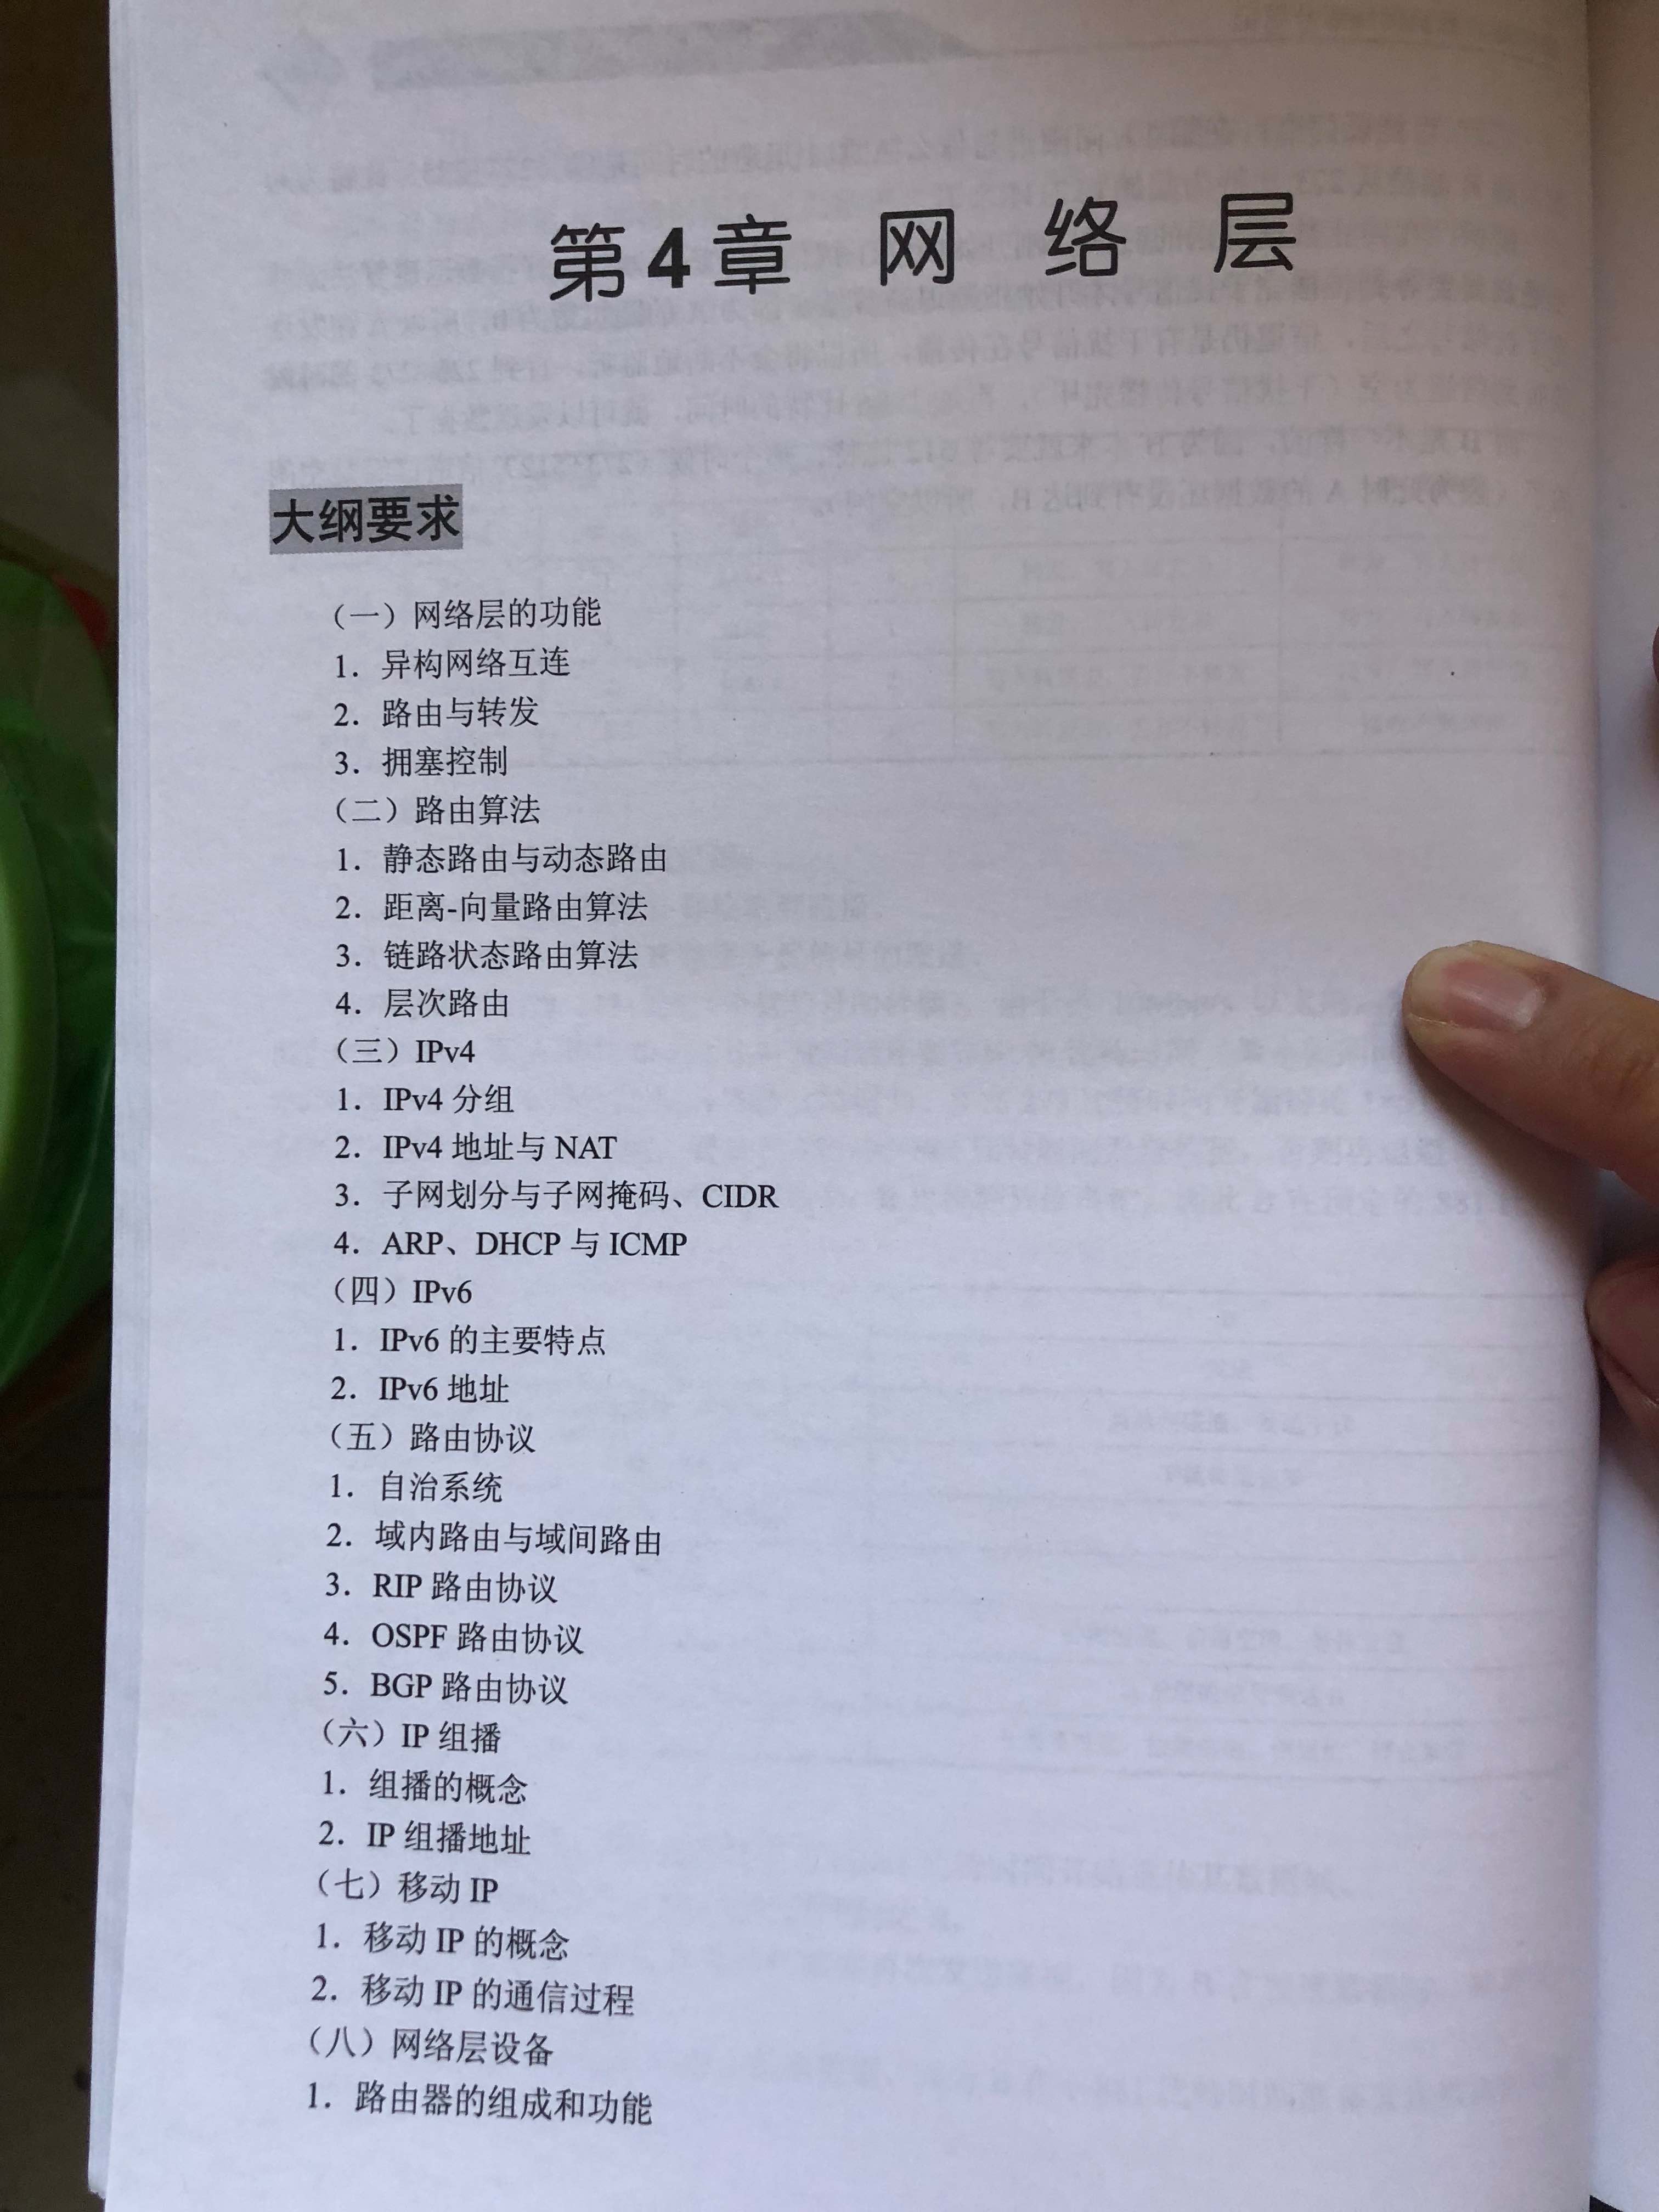 第4章 网络层
大纲要求
（一）网络层的功能
1．异构网络互连
2．路由与转发
3．拥塞控制
（二）路由算法
1．静态路由与动态路由
2．距离-向量路由算法
3．链路状态路由算法
4．层次路由
（三）IPv4
1．IPv4 分组
2．IPv4 地址与 NAT
3．子网划分与子网掩码、CIDR
4．ARP、DHCP 与 ICMP
（四）IPv6
1．IPv6 的主要特点
2．IPv6 地址
（五）路由协议
1．自治系统
2．域内路由与域间路由
3．RIP 路由协议
4．OSPF 路由协议
5．BGP 路由协议
（六）IP 组播
1．组播的概念
2．IP 组播地址
（七）移动 IP
1．移动 IP 的概念
2．移动 IP 的通信过程
（八）网络层设备
1．路由器的组成和功能